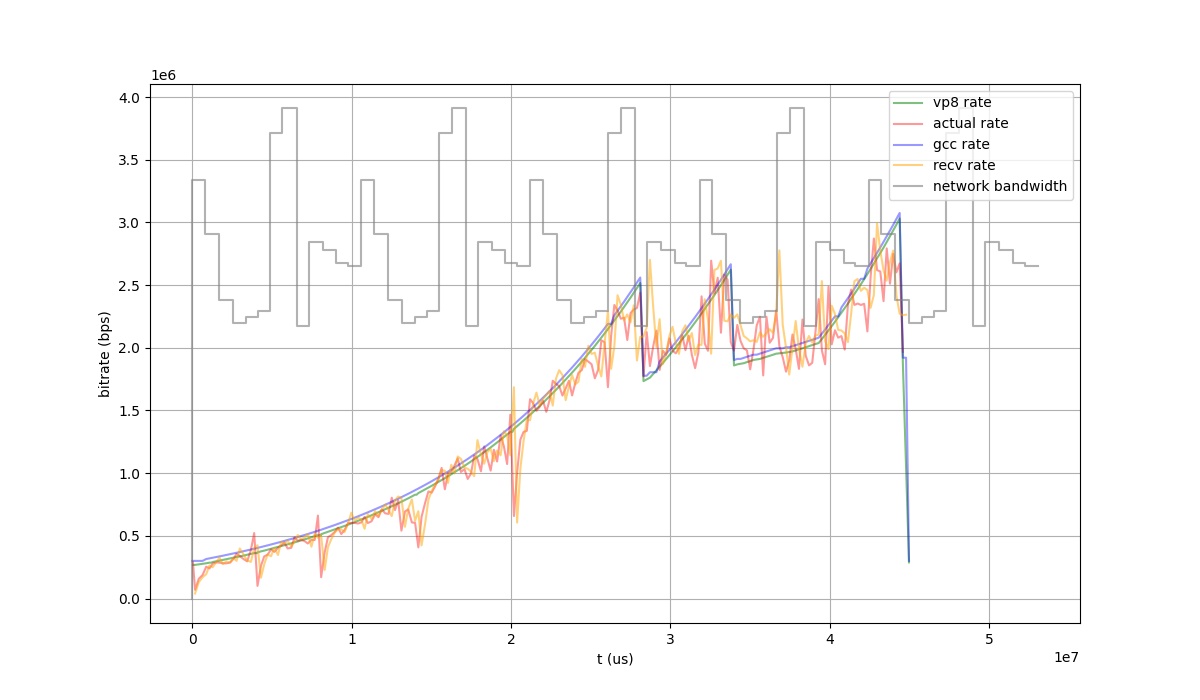 1e6
4.0
3.5
3.0
2.5
2.0
1.5
1.0
0.5
0.0
bitrate (bps)
vp8 rate
actual rate
gcc rate
recv rate
network bandwidth
0 1 2 3 4 5
t (us)
1e7